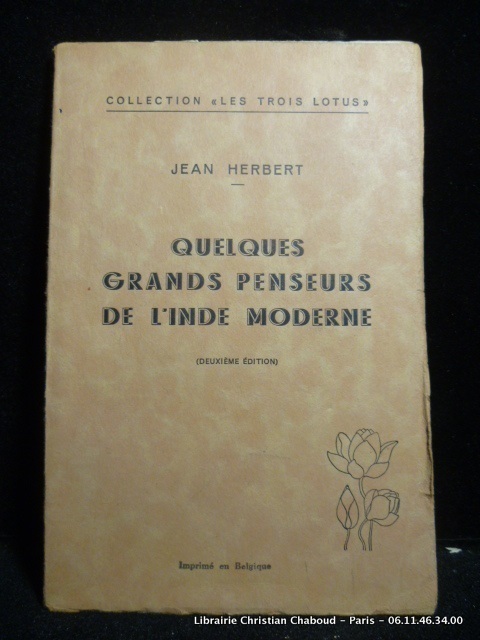 COLLECTION «LES TROIS LOTUS»
JEAN HERBERT
QUELQUES
GRANDS PENSEURS
DE L'INDE MODERNE
(DEUXIÈME ÉDITION)
Imprimé en Belgique
Librairie Christian Chaboud - Paris - 06.11.46.34.00